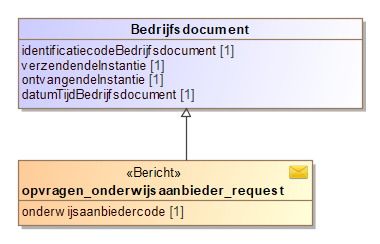 Bedrijfsdocument
identificatiecodeBedrijfsdocument [1]
verzendendeInstantie [1]
ontvangendeInstantie [1]
datumTijdBedrijfsdocument [1]
«Bericht»
opvragen_onderwijsaanbieder_request
onderwijsaanbiedercode [1]